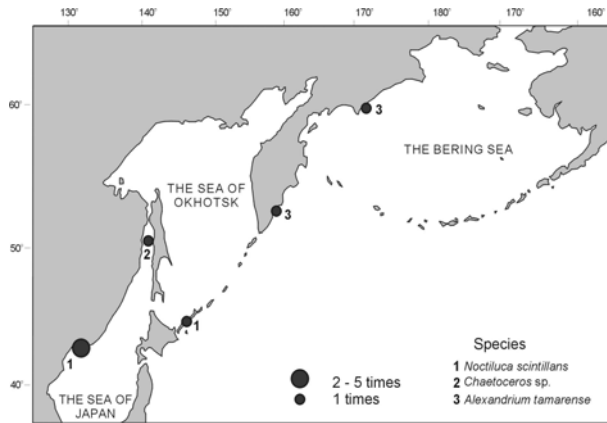 130° 140° 150° 160° 170° 180° 170° 160°
60°
3
THE BERING SEA
THE SEA OF
OKHOTSK
3
50°
2
1
Species
1 Noctiluca scintillans
2 - 5 times
2 Chaetoceros sp.
1
1 times
3 Alexandrium tamarense
40°
THE SEA OF
JAPAN